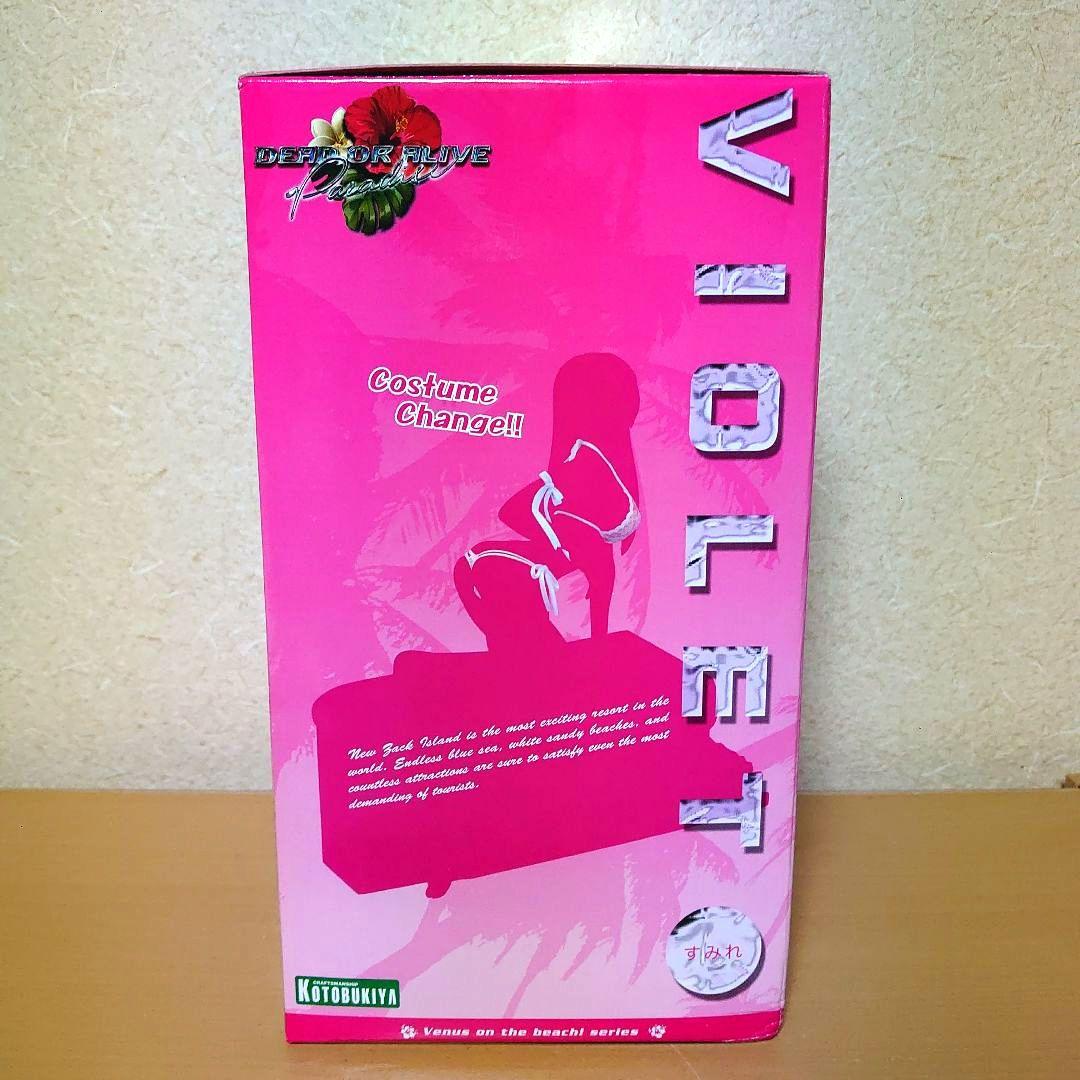 DEAD OR ALIVE
Paradise
VIOLET
Costume
Change!!
New Zack Island is the most exciting resort in the
world. Endless blue sea, white sandy beaches, and
countless attractions are sure to satisfy even the most
demanding of tourists.
すみれ
CRAFTSMANSHIP
KOTOBUKIYA
Venus on the beach! series